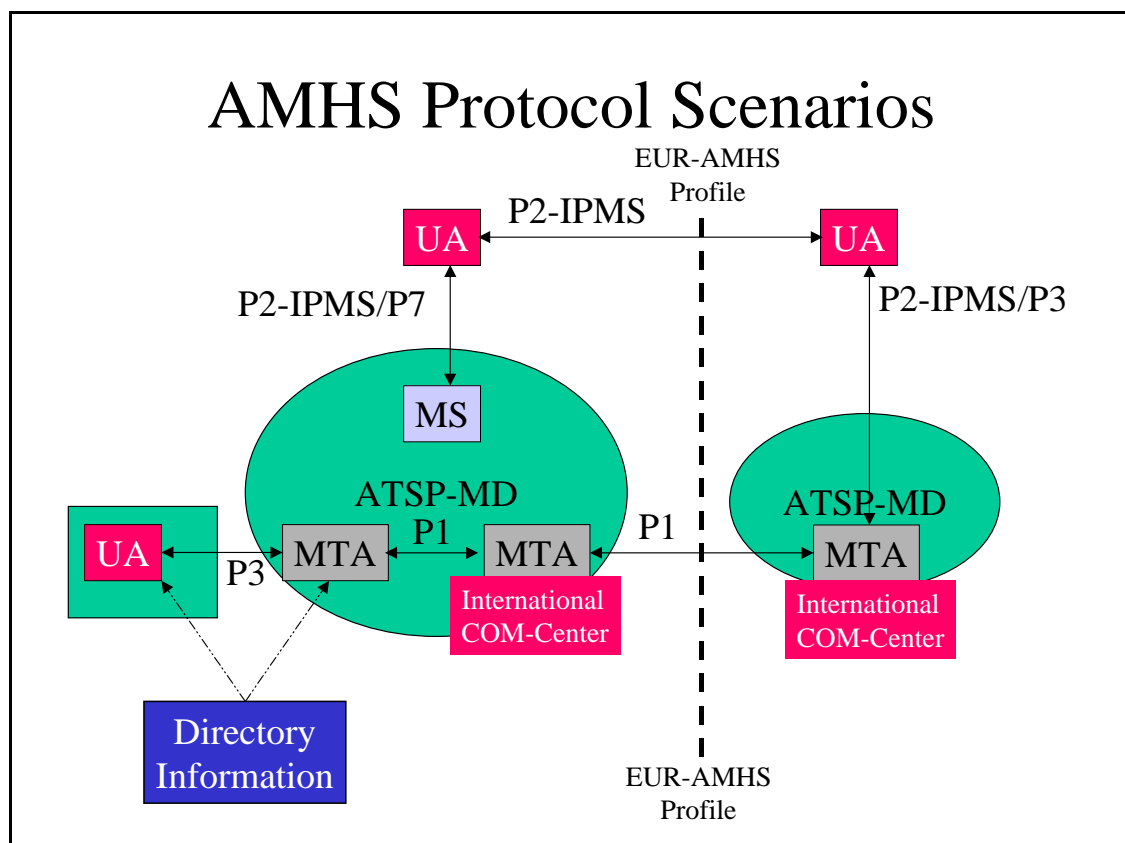 AMHS Protocol Scenarios
EUR-AMHS
Profile
P2-IPMS
UA
UA
P2-IPMS/P7
P2-IPMS/P3
MS
ATSP-MD
ATSP-MD
P1
P1
UA
P3
MTA
MTA
MTA
International
COM-Center
International
COM-Center
Directory
Information
EUR-AMHS
Profile